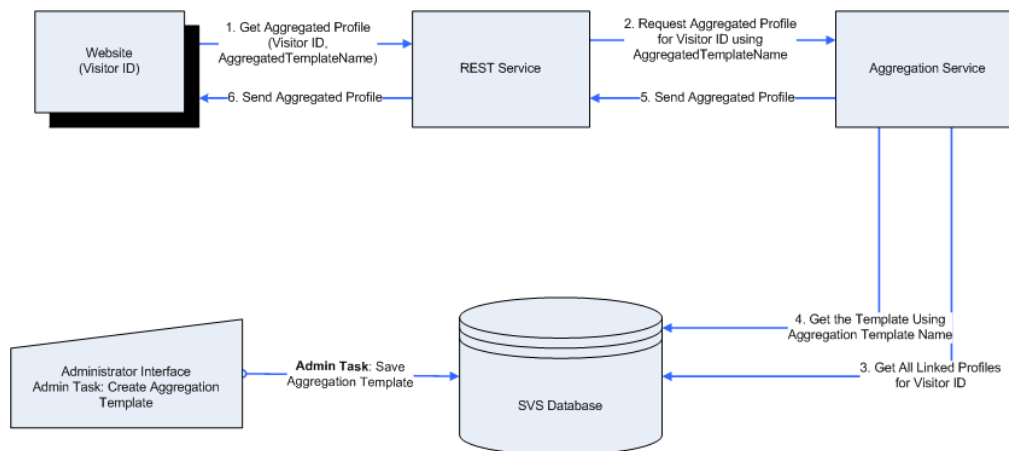 Website
(Visitor ID)
1. Get Aggregated Profile
(Visitor ID,
AggregatedTemplateName)
6. Send Aggregated Profile
REST Service
2. Request Aggregated Profile
for Visitor ID using
AggregatedTemplateName
5. Send Aggregated Profile
Aggregation Service
4. Get the Template Using
Aggregation Template Name
3. Get All Linked Profiles
for Visitor ID
Administrator Interface
Admin Task: Create Aggregation
Template
Admin Task: Save
Aggregation Template
SVS Database